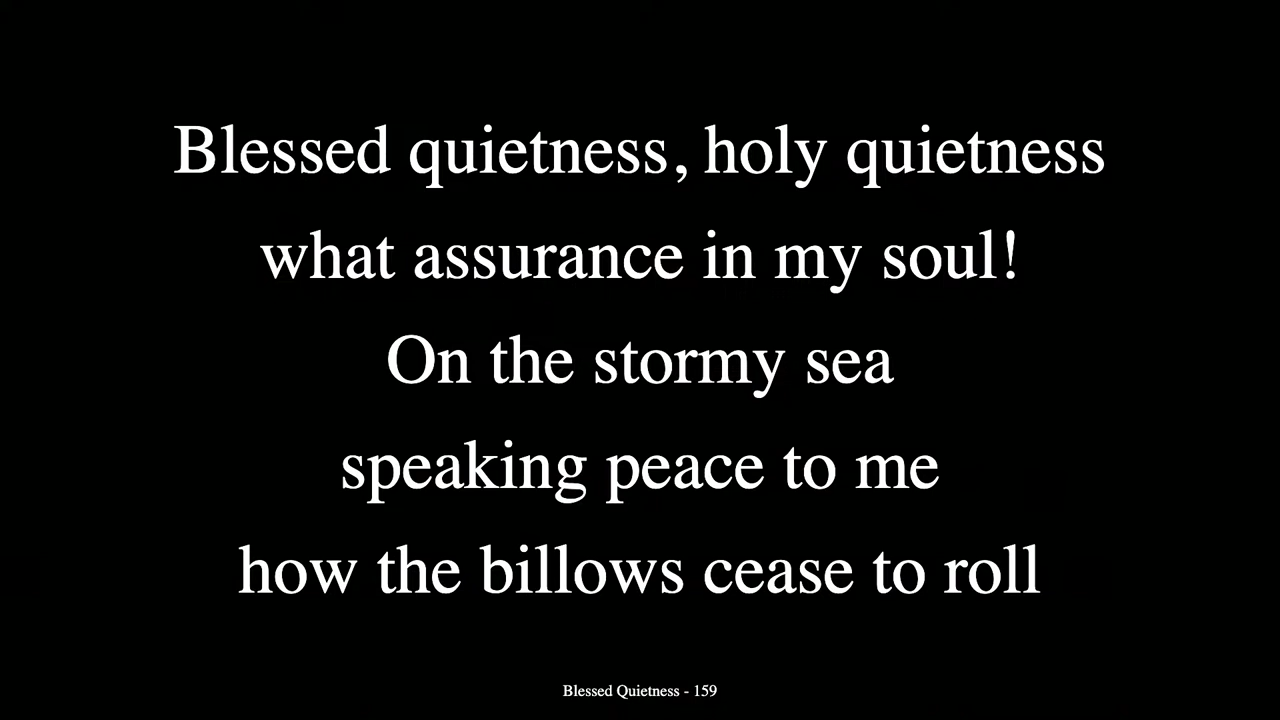 Blessed quietness, holy quietness
what assurance in my soul!
On the stormy sea
speaking peace to me
how the billows cease to roll
Blessed Quietness - 159